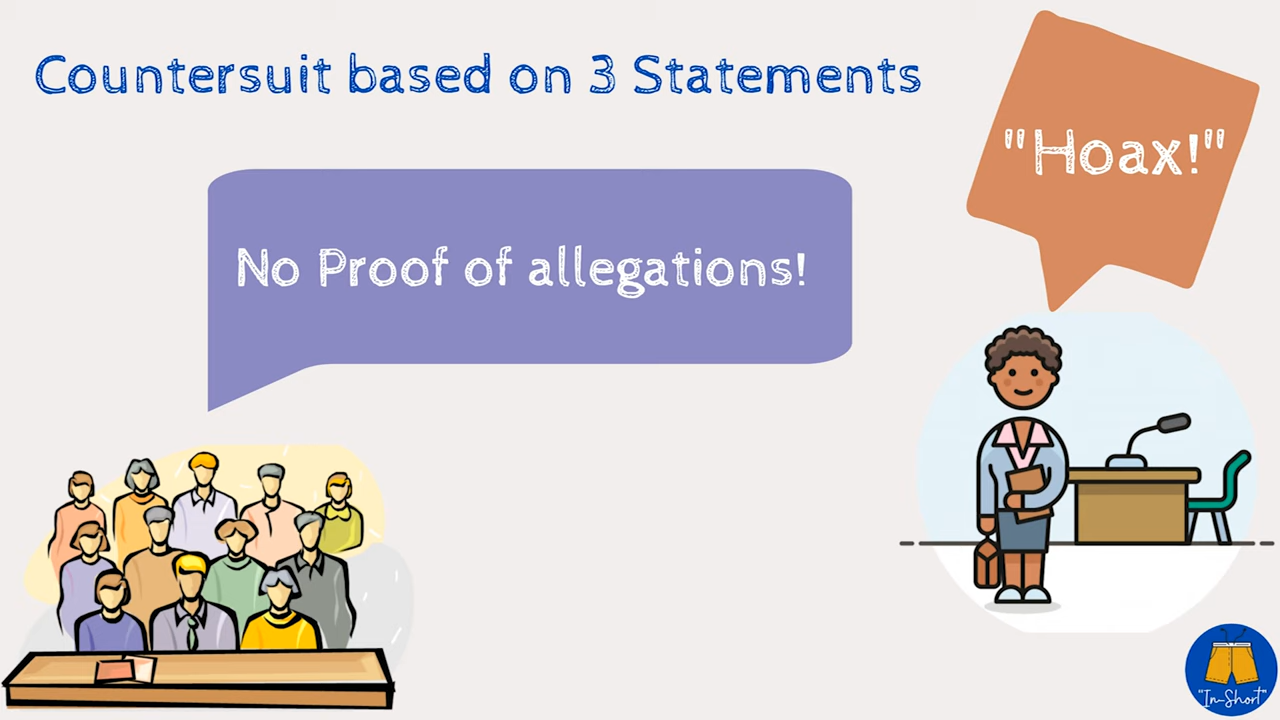 Countersuit based on 3 Statements
"Hoax!"
No Proof of allegations!
"In-Short"